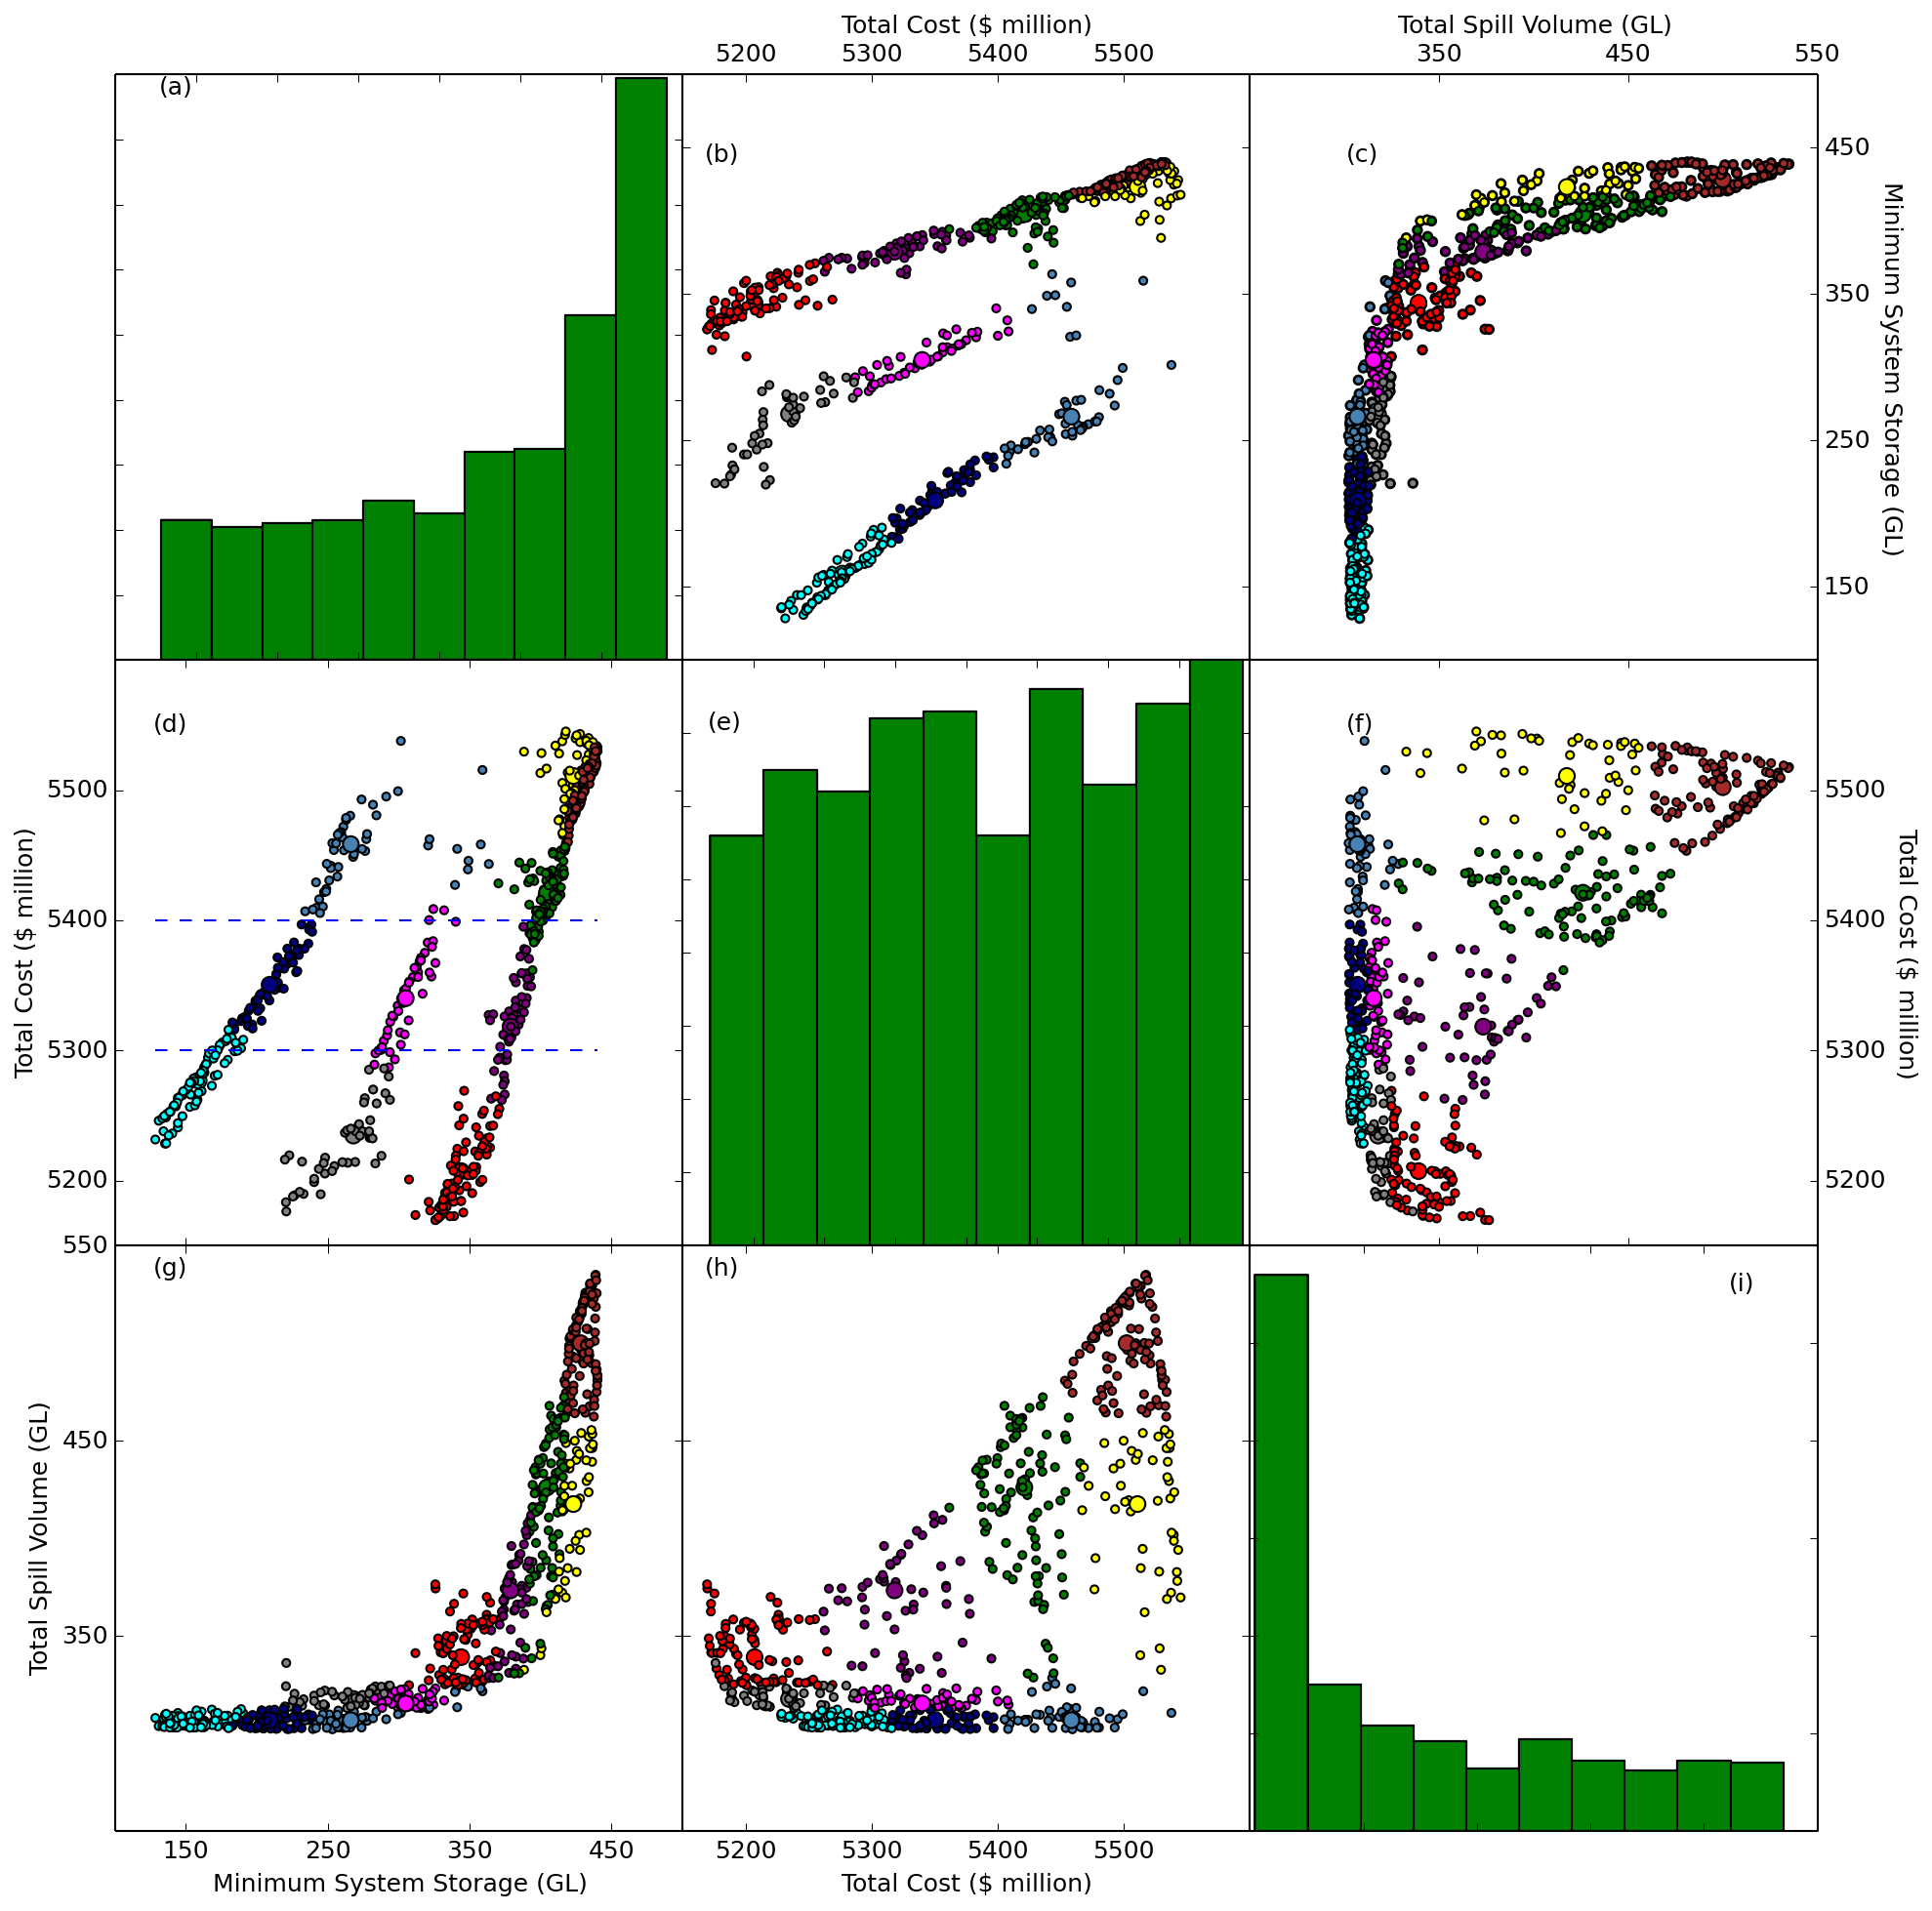 Total Cost ($ million)
Total Spill Volume (GL)
5200 5300 5400 5500
350 450 550
(a)
(b)
(c)
450
350
250
150
Minimum System Storage (GL)
(d)
(e)
(f)
5500
5400
5300
5200
Total Cost ($ million)
5500
5400
5300
5200
Total Cost ($ million)
550
(g)
(h)
(i)
450
350
Total Spill Volume (GL)
150 250 350 450
5200 5300 5400 5500
Minimum System Storage (GL)
Total Cost ($ million)